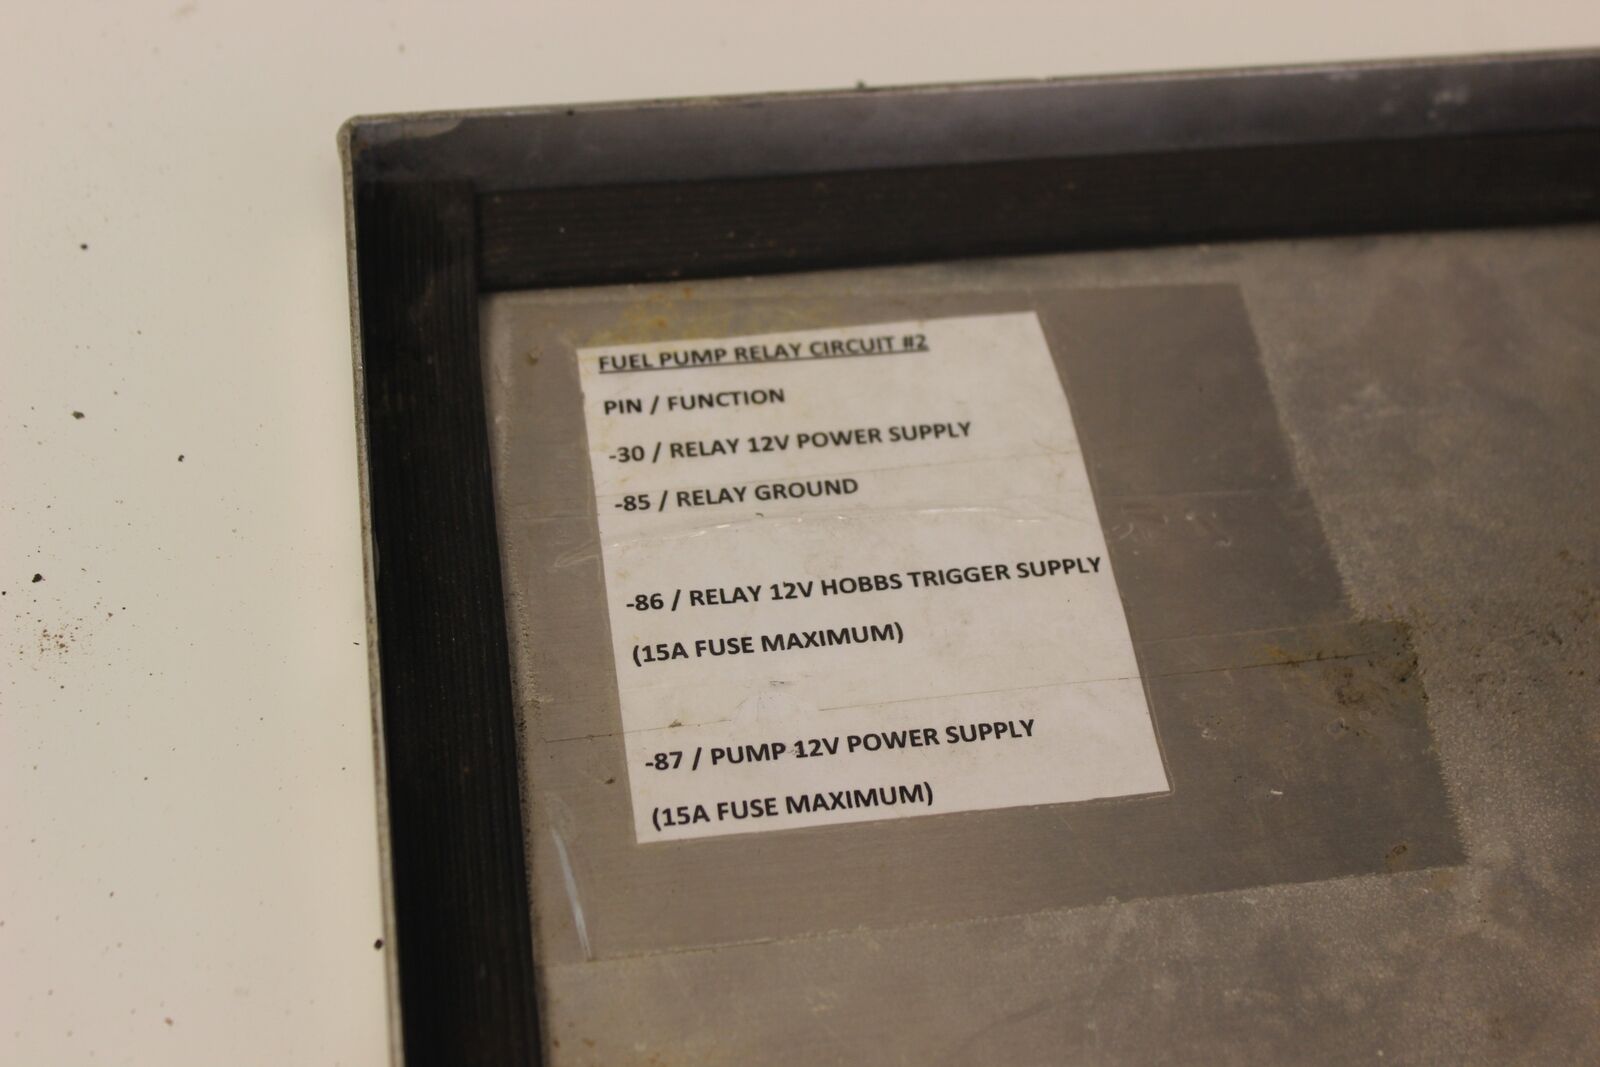 FUEL PUMP RELAY CIRCUIT #2
PIN / FUNCTION
-30 / RELAY 12V POWER SUPPLY
-85 / RELAY GROUND
-86 / RELAY 12V HOBBS TRIGGER SUPPLY
(15A FUSE MAXIMUM)
-87 / PUMP 12V POWER SUPPLY
(15A FUSE MAXIMUM)